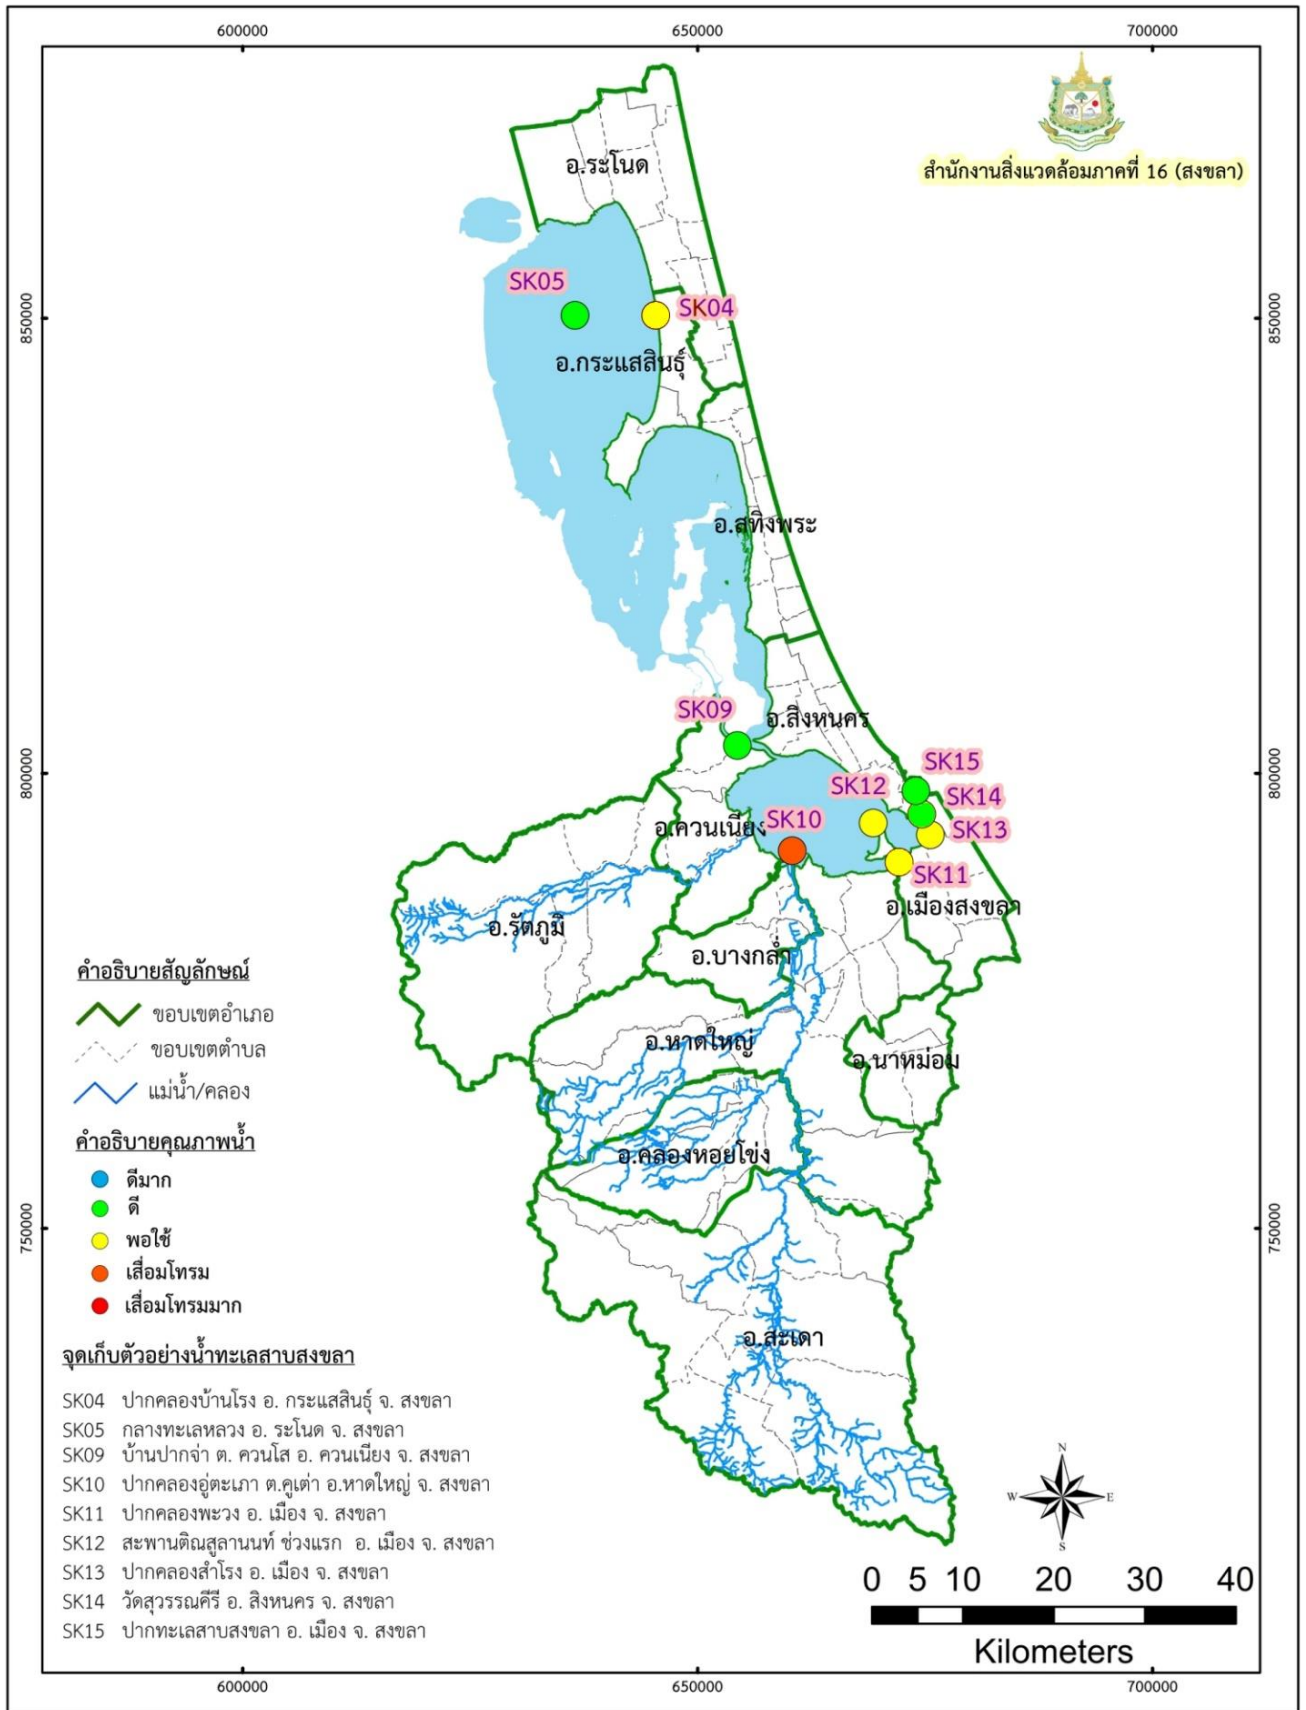 600000
650000
700000
สำนักงานสิ่งแวดล้อมภาคที่ 16 (สงขลา)
อ.ระโนด
SK05
SK04
850000
850000
อ.กระแสสินธุ์
อ.สทิงพระ
SK09
อ.สิงหนคร
800000
800000
SK15
SK12
SK14
SK10
SK13
อ.ควนเนียง
SK11
อ.เมืองสงขลา
อ.รัตภูมิ
อ.บางกล่ำ
อ.หาดใหญ่
อ.นาหม่อม
อ.คลองหอยโข่ง
750000
750000
อ.สะเดา
คำอธิบายสัญลักษณ์
ขอบเขตอำเภอ
ขอบเขตตำบล
แม่น้ำ/คลอง
คำอธิบายคุณภาพน้ำ
ดีมาก
ดี
พอใช้
เสื่อมโทรม
เสื่อมโทรมมาก
จุดเก็บตัวอย่างน้ำทะเลสาบสงขลา
SK04 ปากคลองบ้านโรง อ. กระแสสินธุ์ จ. สงขลา
SK05 กลางทะเลหลวง อ. ระโนด จ. สงขลา
SK09 บ้านปากจ่า ต. ควนโส อ. ควนเนียง จ. สงขลา
SK10 ปากคลองอู่ตะเภา ต.คูเต่า อ.หาดใหญ่ จ. สงขลา
SK11 ปากคลองพะวง อ. เมือง จ. สงขลา
SK12 สะพานติณสูลานนท์ ช่วงแรก อ. เมือง จ. สงขลา
SK13 ปากคลองสำโรง อ. เมือง จ. สงขลา
SK14 วัดสุวรรณคีรี อ. สิงหนคร จ. สงขลา
SK15 ปากทะเลสาบสงขลา อ. เมือง จ. สงขลา
N
W
E
S
0 5 10 20 30 40
Kilometers
600000
650000
700000